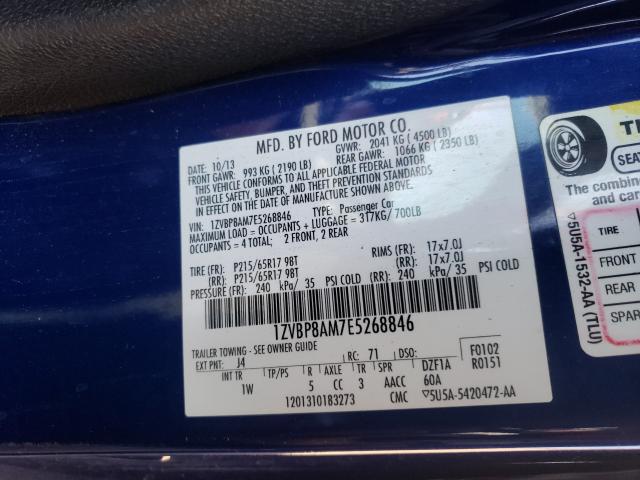 MFD. BY FORD MOTOR CO.
DATE: 10/13 GVWR: 2041 KG ( 4500 LB)
FRONT GAWR: 993 KG ( 2190 LB) REAR GAWR: 1066 KG ( 2350 LB)
THIS VEHICLE CONFORMS TO ALL APPLICABLE FEDERAL MOTOR
VEHICLE SAFETY, BUMPER, AND THEFT PREVENTION STANDARDS
IN EFFECT ON THE DATE OF MANUFACTURE SHOWN ABOVE.
VIN: 1ZVBP8AM7E5268846 TYPE: Passenger Car
MAXIMUM LOAD = OCCUPANTS + LUGGAGE = 317KG/ 700LB
OCCUPANTS = 4 TOTAL; 2 FRONT, 2 REAR
TIRE (FR): P215/65R17 98T RIMS (FR): 17x7.0J
(RR): P215/65R17 98T (RR): 17x7.0J
PRESSURE (FR): 240 kPa/ 35 PSI COLD (RR): 240 kPa/ 35 PSI COLD
1ZVBP8AM7E5268846
TRAILER TOWING - SEE OWNER GUIDE
EXT PNT: J4 RC: 71 DSO: F0102
INT TR TP/PS R AXLE TR SPR DZF1A R0151
1W 5 CC 3 AACC 60A
1201310183273 CMC ▽5U5A-5420472-AA
SEA
The combine
and carg
TIRE
FRONT
REAR
SPAR
▽5U5A-1532-AA (TLU)